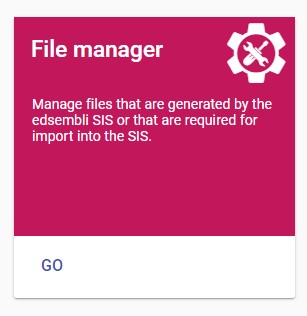 File manager
Manage files that are generated by the
edsembli SIS or that are required for
import into the SIS.
GO